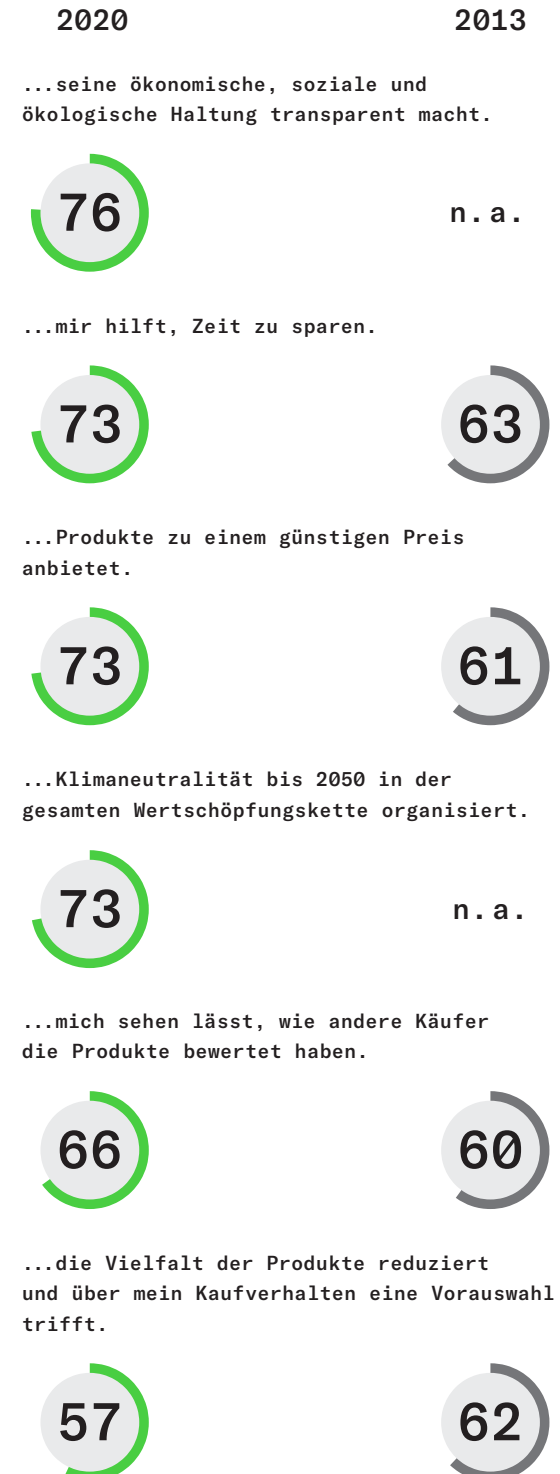 2020 2013
...seine ökonomische, soziale und
ökologische Haltung transparent macht.
76 n.a.
...mir hilft, Zeit zu sparen.
73 63
...Produkte zu einem günstigen Preis
anbietet.
73 61
...Klimaneutralität bis 2050 in der
gesamten Wertschöpfungskette organisiert.
73 n.a.
...mich sehen lässt, wie andere Käufer
die Produkte bewertet haben.
66 60
...die Vielfalt der Produkte reduziert
und über mein Kaufverhalten eine Vorauswahl
trifft.
57 62